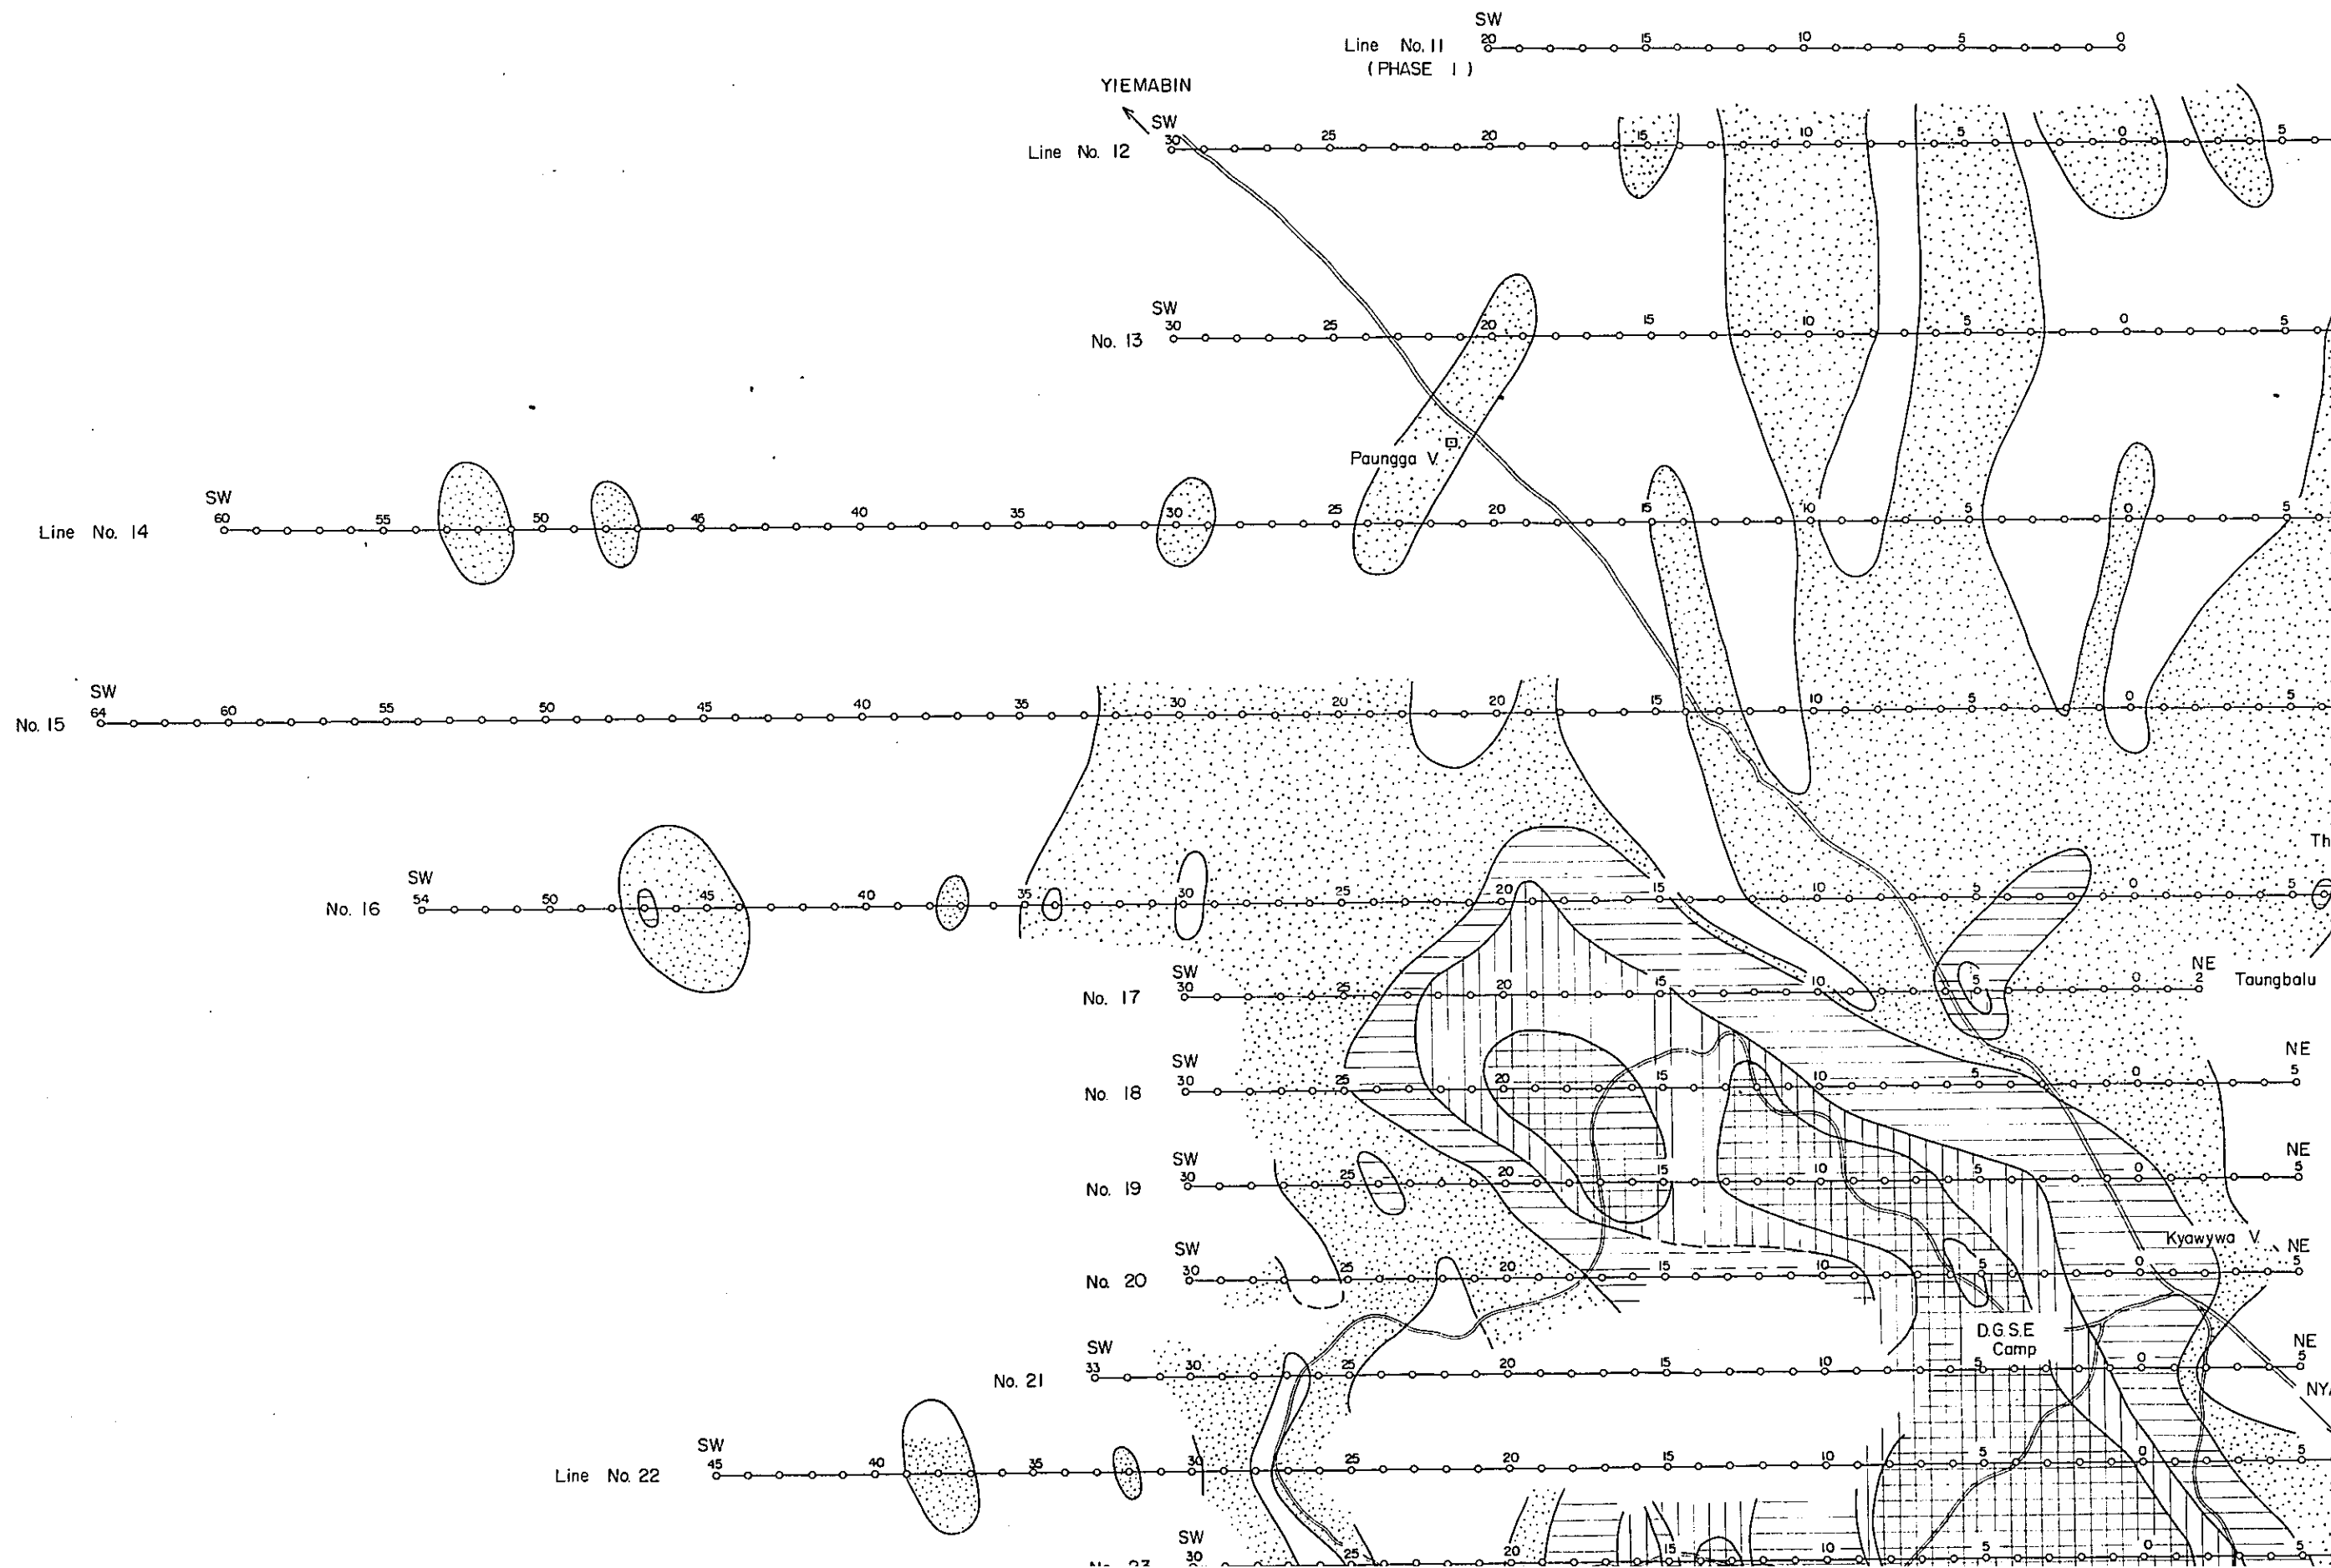 SW
Line No. 11 20 15 10 5 0
( PHASE 1 )
YIEMABIN
SW
Line No. 12 30 25 20 15 10 5 0 5
SW
No. 13 30 25 20 15 10 5 0 5
Paungga V.
SW
Line No. 14 60 55 50 45 40 35 30 25 20 15 10 5 0 5
SW
No. 15 64 60 55 50 45 40 35 30 20 20 15 10 5 0 5
Th
SW
No. 16 54 50 45 40 35 30 25 20 15 10 5 0 5
SW NE
No. 17 30 25 20 15 10 5 0 2
Taungbalu
SW NE
No. 18 30 25 20 15 10 5 0 5
SW NE
No. 19 30 25 20 15 10 5 0 5
Kyawywa V.
SW NE
No. 20 30 25 20 15 10 5 0 5
D.G.S.E
Camp
SW NE
No. 21 33 30 25 20 15 10 5 0 5
NY
SW
Line No. 22 45 40 35 30 25 20 15 10 5 0 5
SW
No. 23 30 25 20 15 10 5 0 5